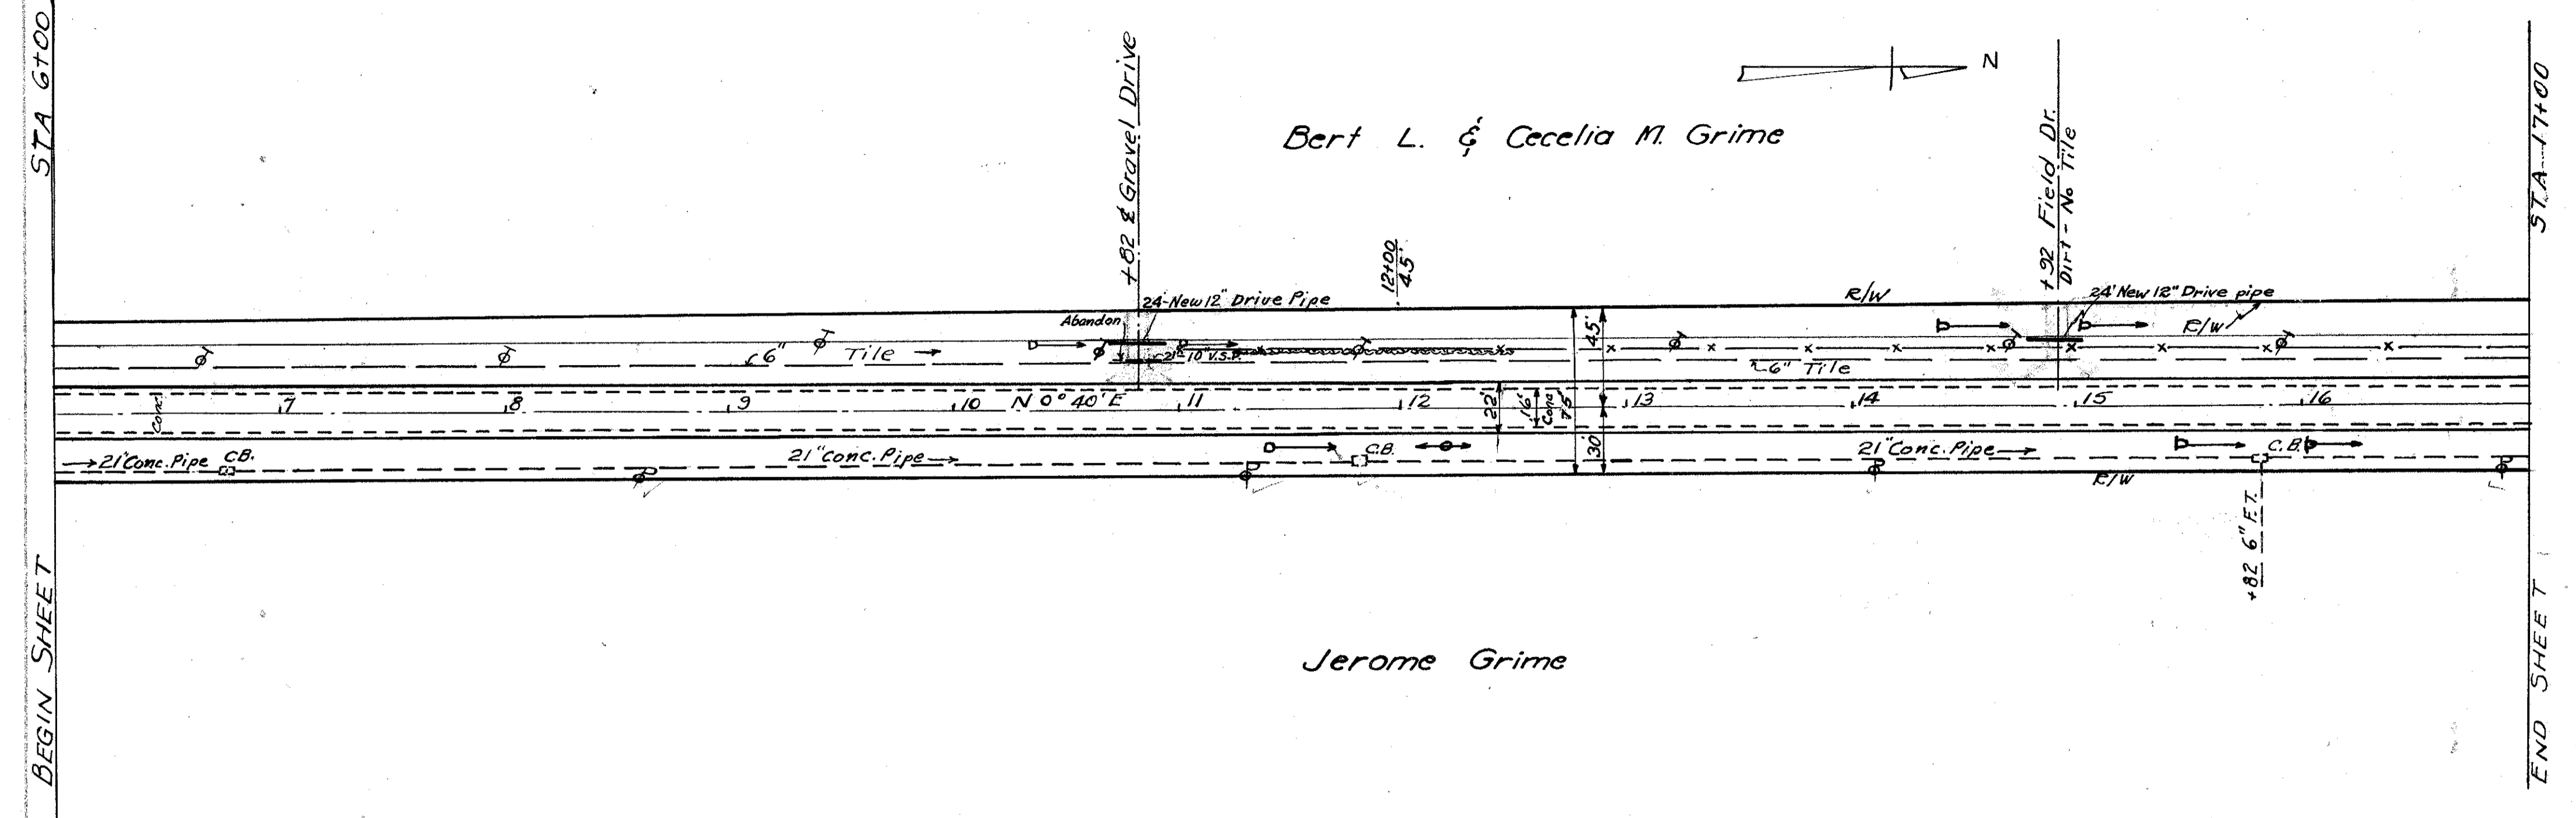 STA 6+00
BEGIN SHEET
+82 ℄ Gravel Drive
N
Bert L. & Cecelia M. Grime
+92 Field Dr.
Dirt - No Tile
STA 17+00
END SHEET
12+00
45'
24'-New 12" Drive Pipe
R/W
24' New 12" Drive pipe
R/W
Abandon
6" Tile
21' 10" V.S.P.
45'
6" Tile
Conc.
7 8 9 10 N 0° 40' E 11 12 13 14 15 16
22'
16'
Conc
75'
30'
21" Conc. Pipe
C.B.
21" Conc. Pipe
C.B.
21" Conc. Pipe
C.B.
R/W
+82 6" F.T.
Jerome Grime